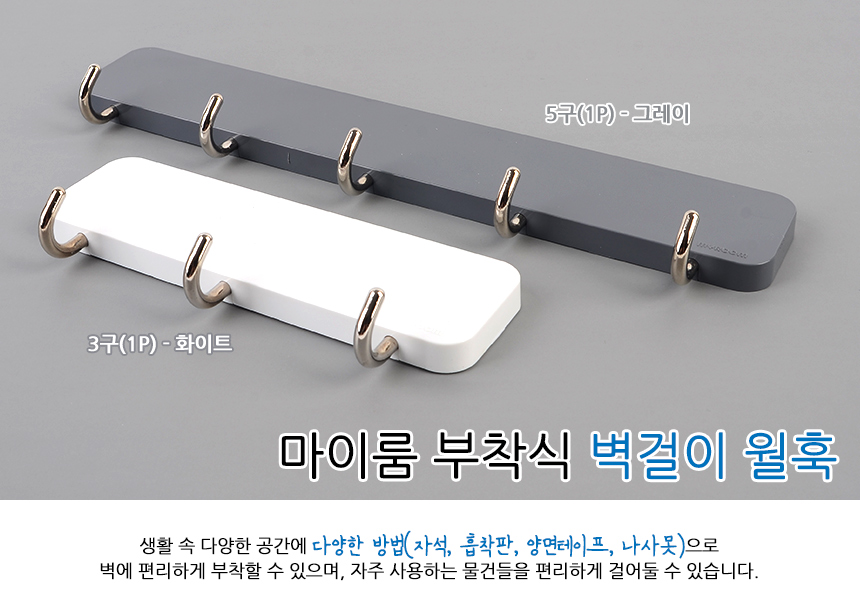 5구(1P) - 그레이
3구(1P) - 화이트
마이룸 부착식 벽걸이 월훅
생활 속 다양한 공간에 다양한 방법(자석, 흡착판, 양면테이프, 나사못)으로
벽에 편리하게 부착할 수 있으며, 자주 사용하는 물건들을 편리하게 걸어둘 수 있습니다.